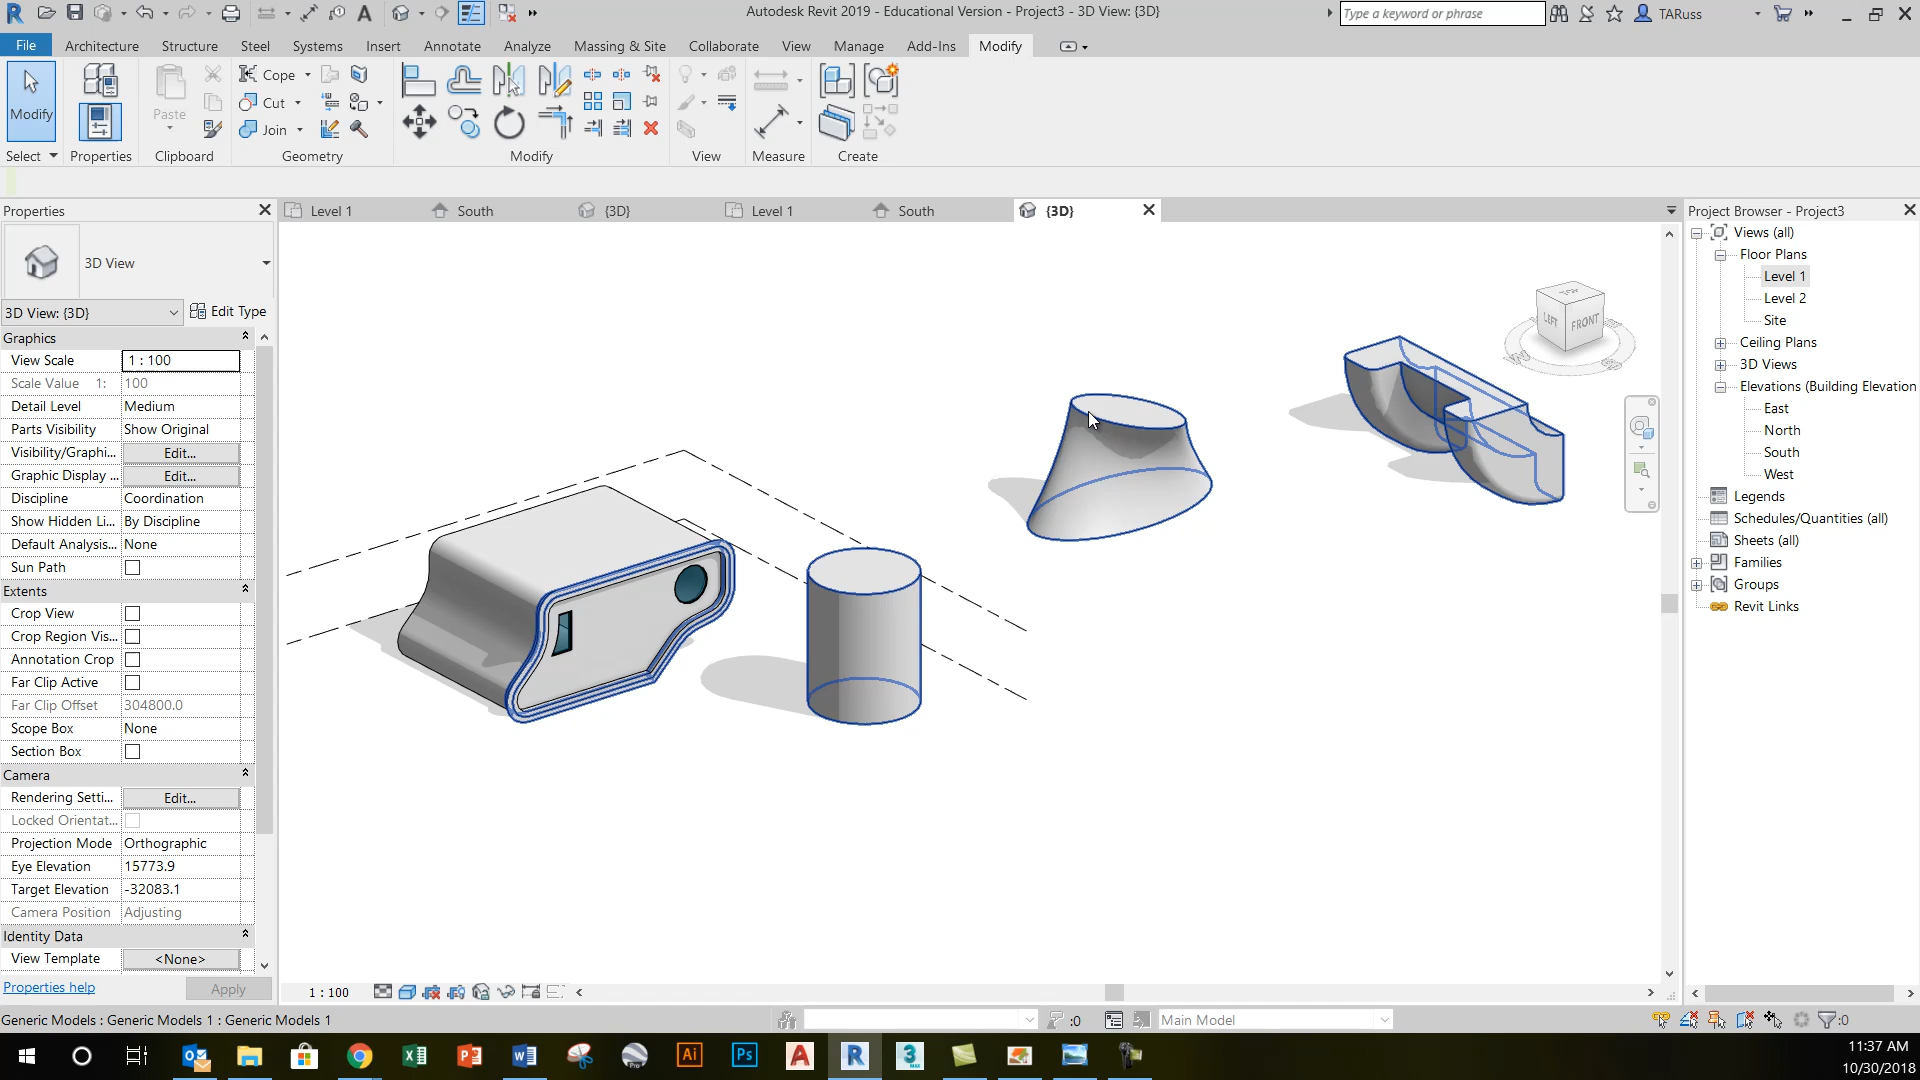 Autodesk Revit 2019 - Educational Version - Project3 - 3D View: {3D}
Type a keyword or phrase
TARuss
File Architecture Structure Steel Systems Insert Annotate Analyze Massing & Site Collaborate View Manage Add-Ins Modify
Modify
Paste
Cope
Cut
Join
Select Properties Clipboard Geometry Modify View Measure Create
Properties
Level 1 South {3D} Level 1 South {3D}
Project Browser - Project3
3D View
3D View: {3D} Edit Type
Graphics
View Scale 1 : 100
Scale Value 1: 100
Detail Level Medium
Parts Visibility Show Original
Visibility/Graphi... Edit...
Graphic Display ... Edit...
Discipline Coordination
Show Hidden Li... By Discipline
Default Analysis... None
Sun Path
Extents
Crop View
Crop Region Vis...
Annotation Crop
Far Clip Active
Far Clip Offset 304800.0
Scope Box None
Section Box
Camera
Rendering Setti... Edit...
Locked Orientat...
Projection Mode Orthographic
Eye Elevation 15773.9
Target Elevation -32083.1
Camera Position Adjusting
Identity Data
View Template <None>
Properties help Apply
TOP
LEFT
FRONT
W
S
Views (all)
Floor Plans
Level 1
Level 2
Site
Ceiling Plans
3D Views
Elevations (Building Elevation
East
North
South
West
Legends
Schedules/Quantities (all)
Sheets (all)
Families
Groups
Revit Links
1 : 100
Generic Models : Generic Models 1 : Generic Models 1
:0
Main Model
:0
11:37 AM
10/30/2018